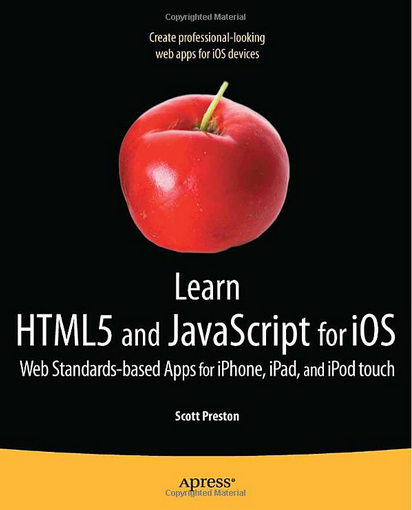 Copyrighted Material
Create professional-looking
web apps for iOS devices
Learn
HTML5 and JavaScript for iOS
Web Standards-based Apps for iPhone, iPad, and iPod touch
Scott Preston
Apress®
Copyrighted Material